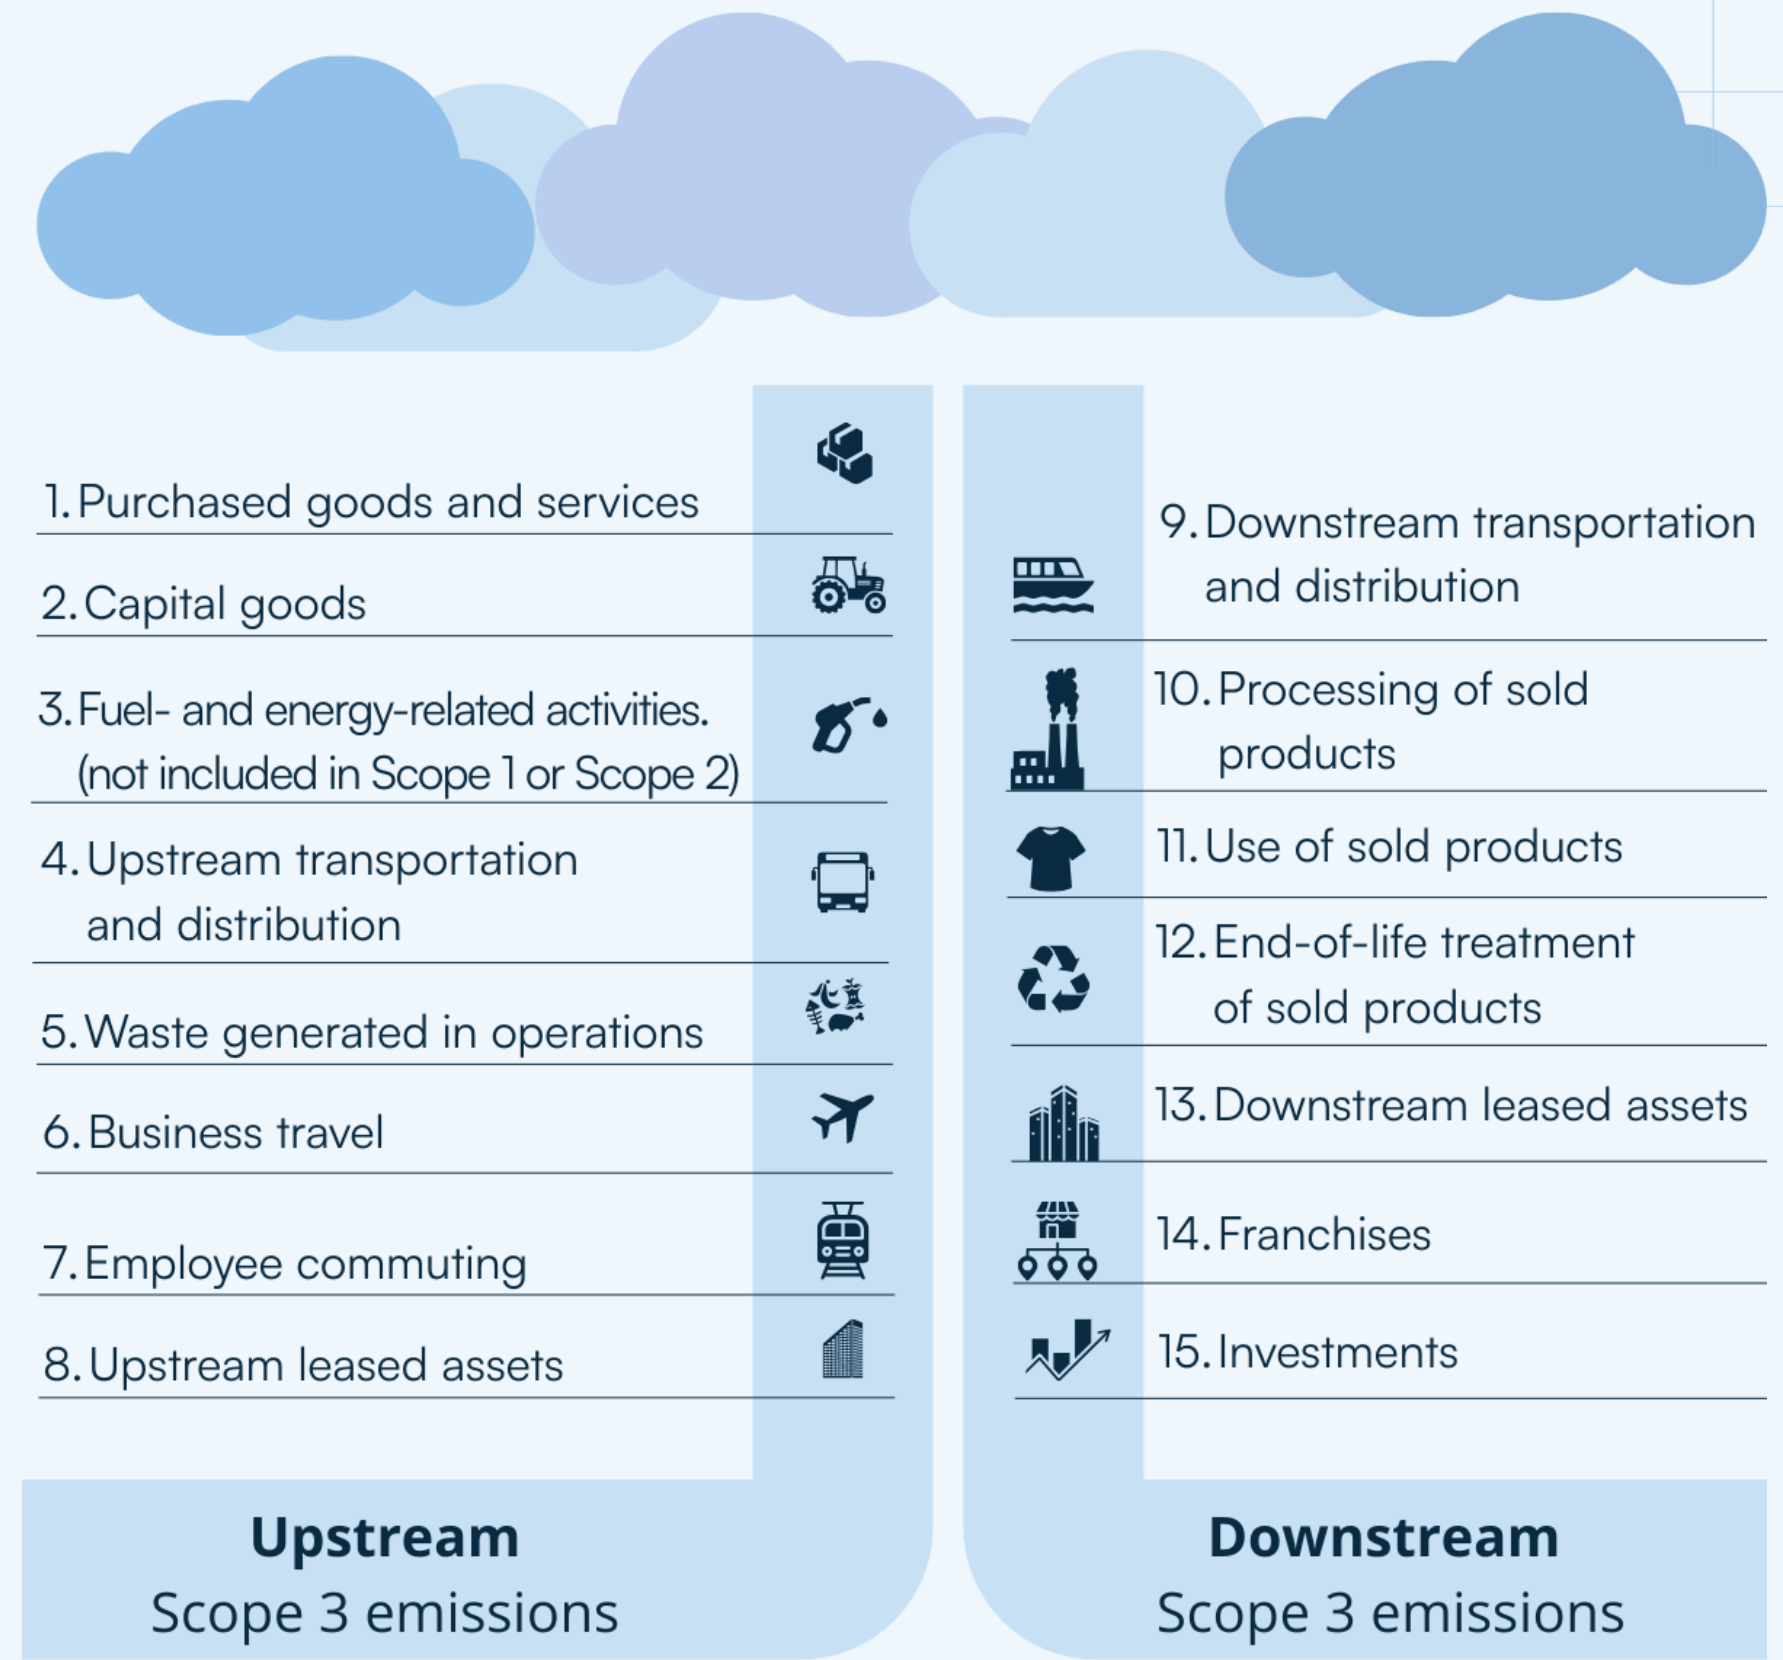 1. Purchased goods and services
2. Capital goods
3. Fuel- and energy-related activities.
(not included in Scope 1 or Scope 2)
4. Upstream transportation
and distribution
5. Waste generated in operations
6. Business travel
7. Employee commuting
8. Upstream leased assets
Upstream
Scope 3 emissions
9. Downstream transportation
and distribution
10. Processing of sold
products
11. Use of sold products
12. End-of-life treatment
of sold products
13. Downstream leased assets
14. Franchises
15. Investments
Downstream
Scope 3 emissions